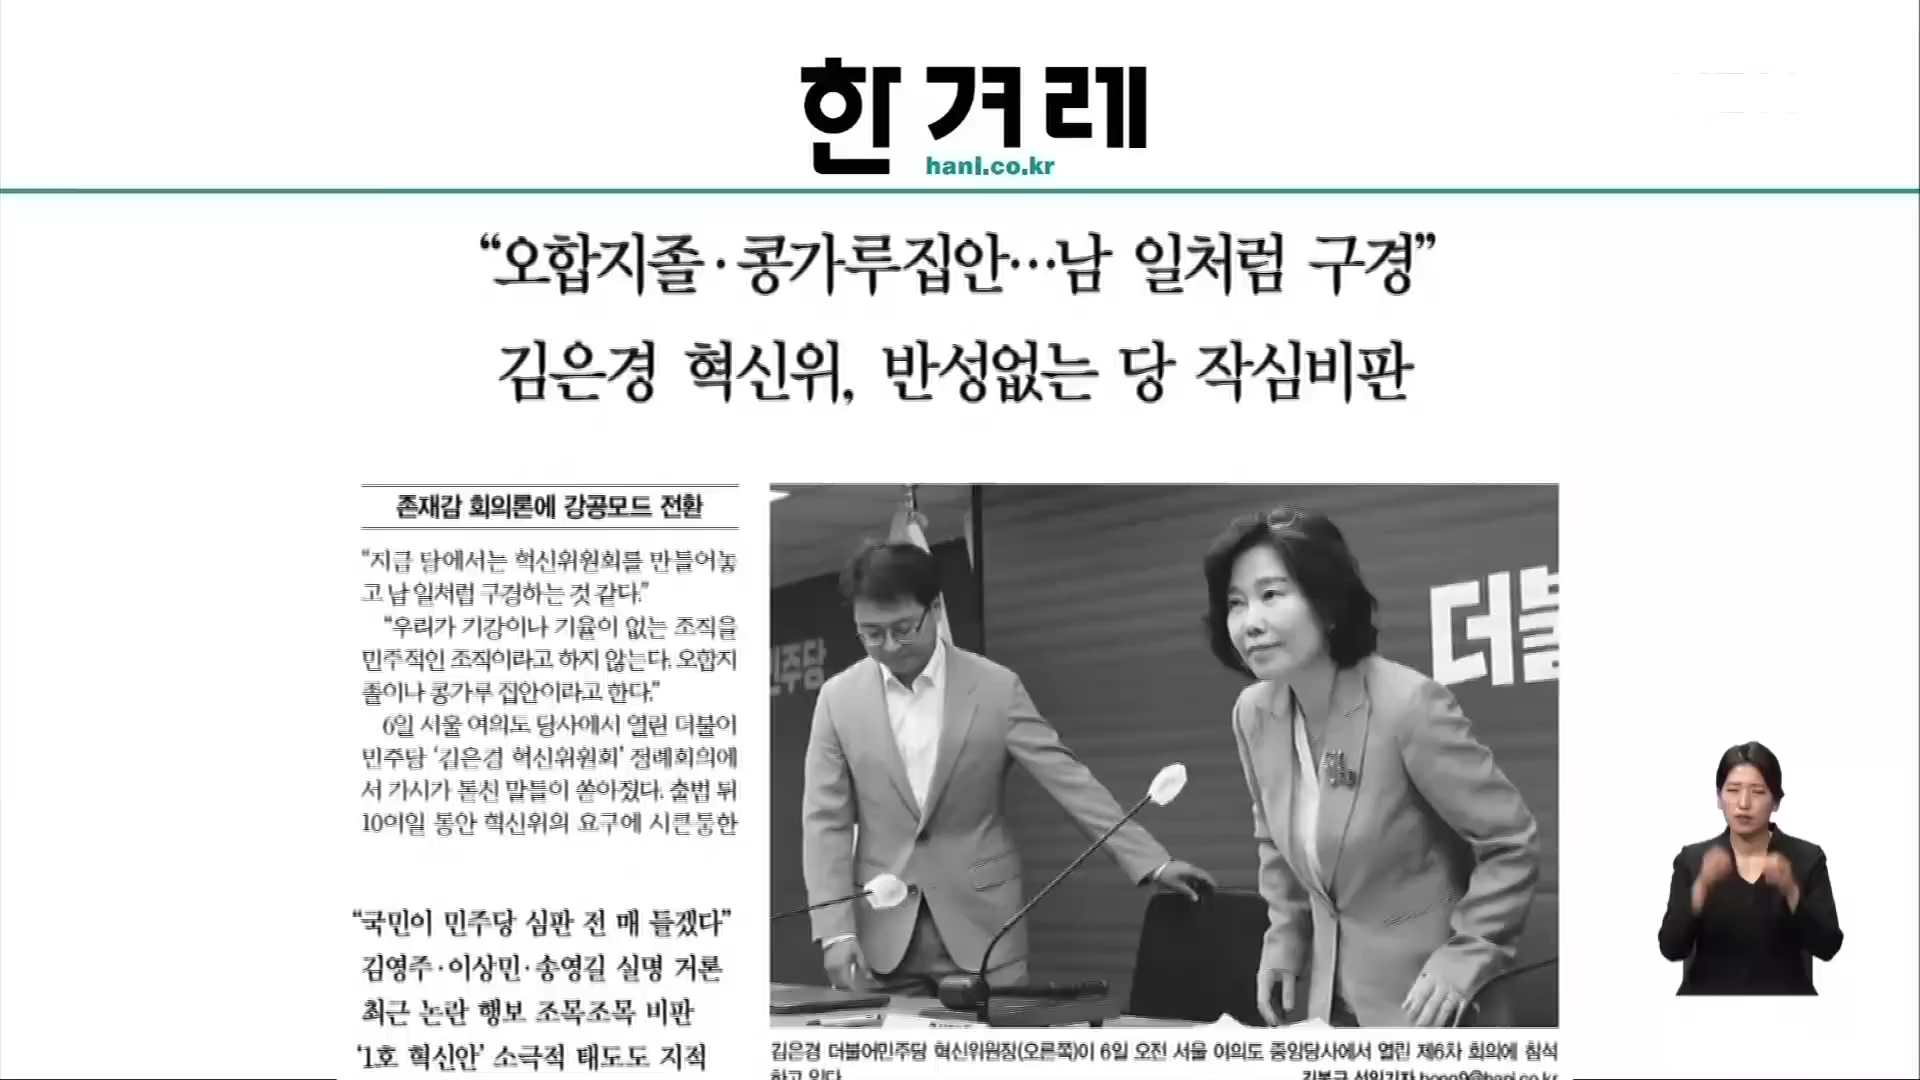 한겨레
hani.co.kr
“오합지졸·콩가루집안…남 일처럼 구경”
김은경 혁신위, 반성없는 당 작심비판
존재감 회의론에 강공모드 전환
“지금 당에서는 혁신위원회를 만들어놓
고 남 일처럼 구경하는 것 같다.”
“우리가 기강이나 기율이 없는 조직을
민주적인 조직이라고 하지 않는다. 오합지
졸이나 콩가루 집안이라고 한다.”
6일 서울 여의도 당사에서 열린 더불어
민주당 ‘김은경 혁신위원회’ 정례회의에
서 가시가 돋친 말들이 쏟아졌다. 출범 뒤
10여일 동안 혁신위의 요구에 시큰둥한
“국민이 민주당 심판 전 매 들겠다”
김영주·이상민·송영길 실명 거론
최근 논란 행보 조목조목 비판
‘1호 혁신안’ 소극적 태도도 지적
민주당
더불
김은경 더불어민주당 혁신위원장(오른쪽)이 6일 오전 서울 여의도 중앙당사에서 열린 제6차 회의에 참석
하고 있다.
김봉규 선임기자 bong9@hani.co.kr